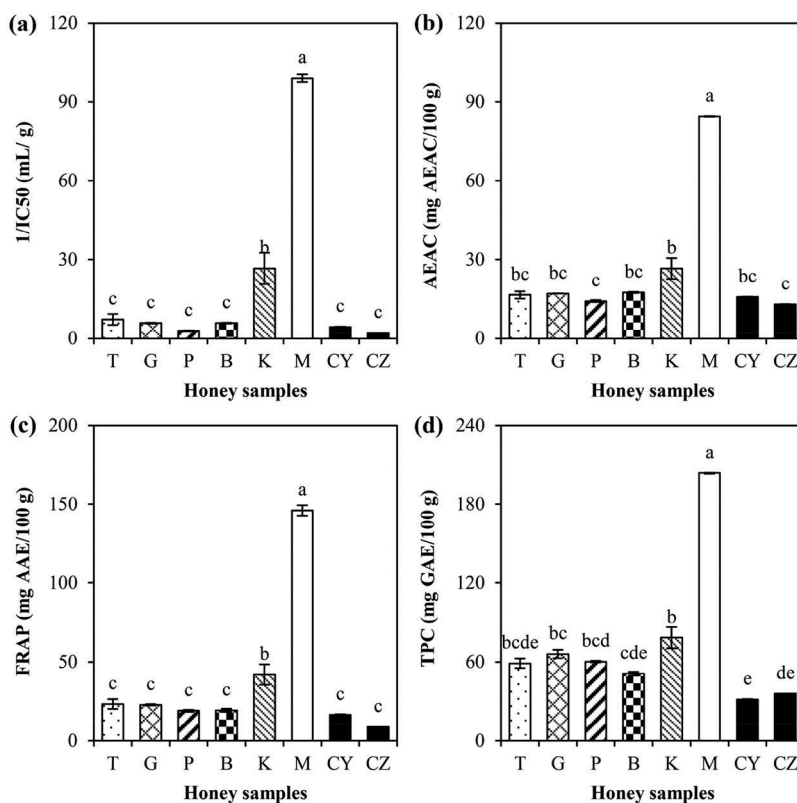 (a)
120
90
60
30
0
1/IC50 (mL/ g)
c c c c b a c c
T G P B K M CY CZ
Honey samples
(b)
120
90
60
30
0
AEAC (mg AEAC/100 g)
bc bc c bc b a bc c
T G P B K M CY CZ
Honey samples
(c)
200
150
100
50
0
FRAP (mg AAE/100 g)
c c c c b a c c
T G P B K M CY CZ
Honey samples
(d)
240
180
120
60
0
TPC (mg GAE/100 g)
bcde bc bcd cde b a e de
T G P B K M CY CZ
Honey samples